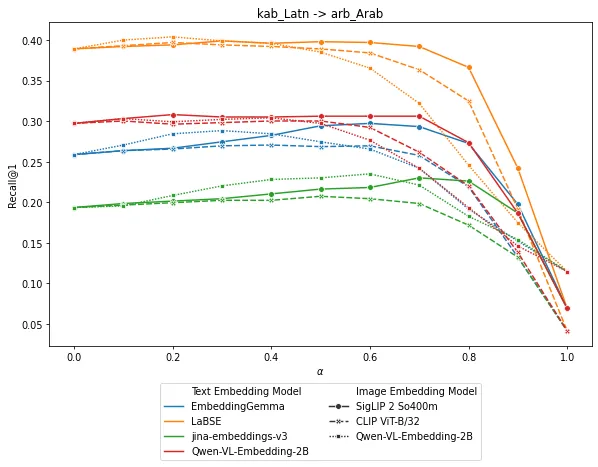 kab_Latn -> arb_Arab
Recall@1
0.40
0.35
0.30
0.25
0.20
0.15
0.10
0.05
0.0 0.2 0.4 0.6 0.8 1.0
α
Text Embedding Model Image Embedding Model
EmbeddingGemma SigLIP 2 So400m
LaBSE CLIP ViT-B/32
jina-embeddings-v3 Qwen-VL-Embedding-2B
Qwen-VL-Embedding-2B